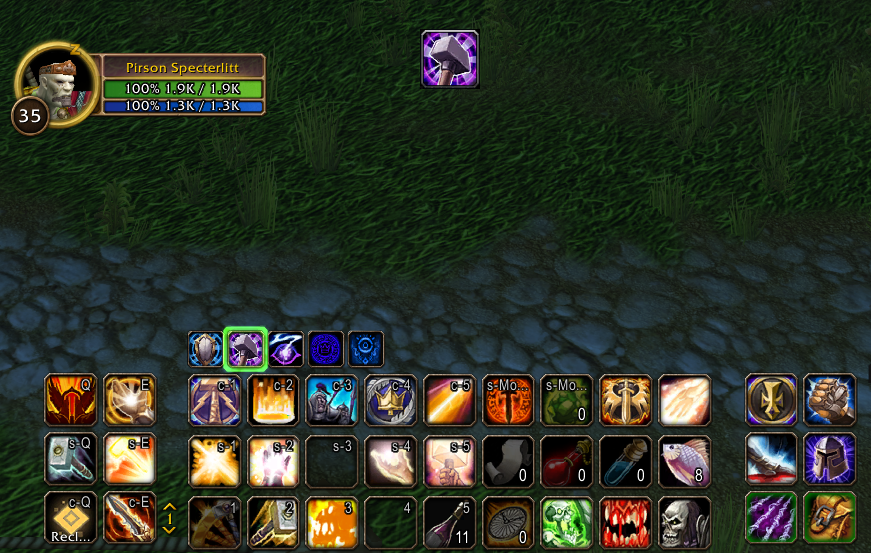 Z
Pirson Specterlitt
100% 1.9K / 1.9K
100% 1.3K / 1.3K
35
Q E c-1 c-2 c-3 c-4 c-5 s-Mo... s-Mo...
0
s-Q s-E s-1 s-2 s-3 s-4 s-5
0 0 0 8
c-Q c-E 1 1 2 3 4 5
Recl... 11 0